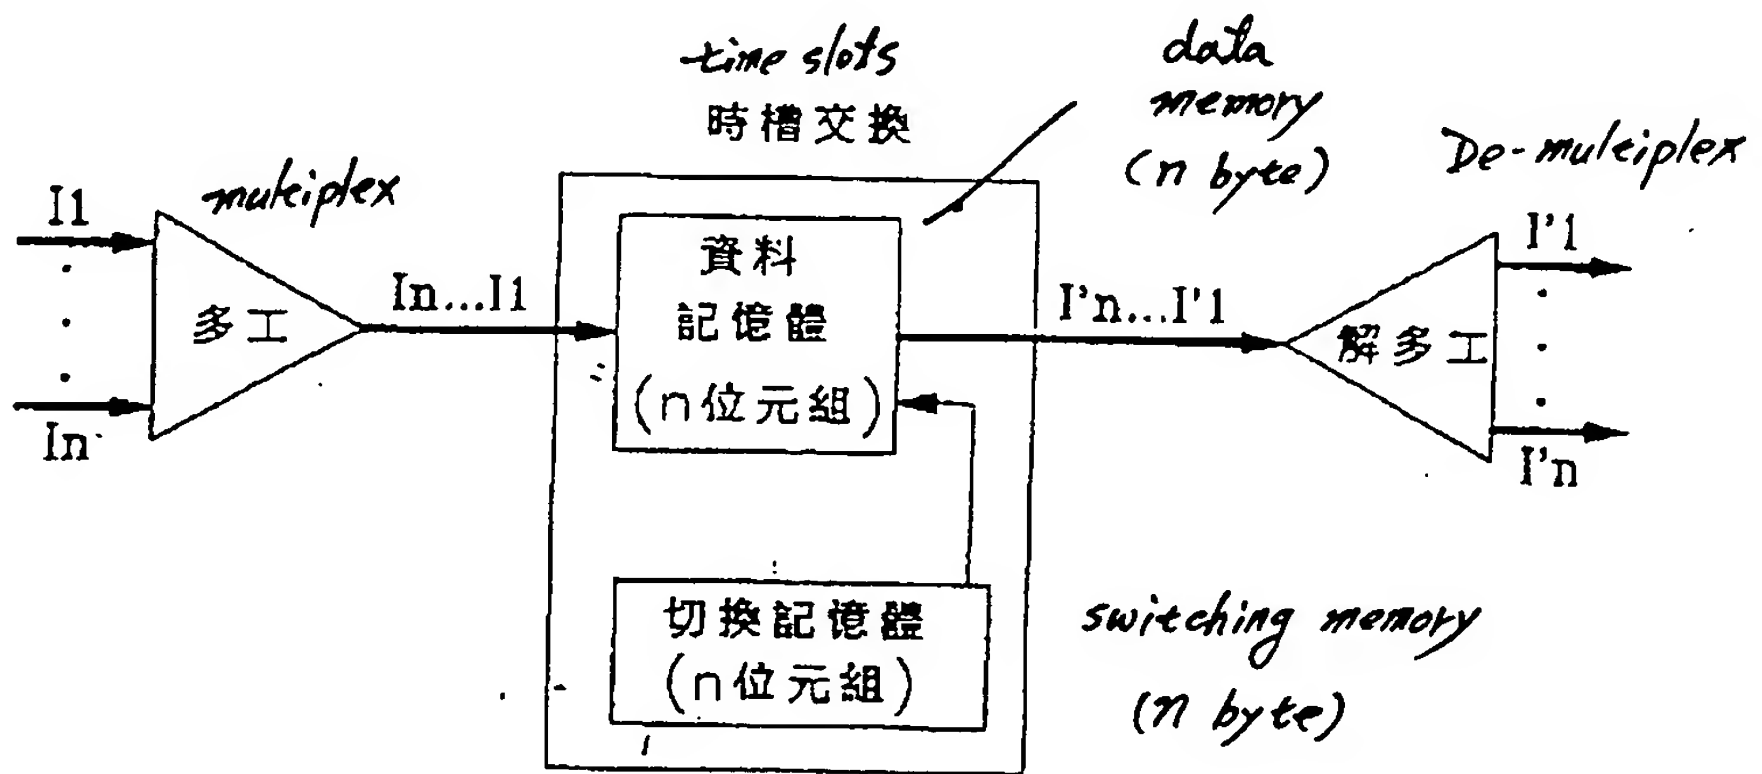 time slots
時槽交換
data
memory
(n byte)
De-multiplex
multiplex
I1
In
多工
In...I1
資料
記憶體
(n位元組)
I'n...I'1
解多工
I'1
I'n
切換記憶體
(n位元組)
switching memory
(n byte)